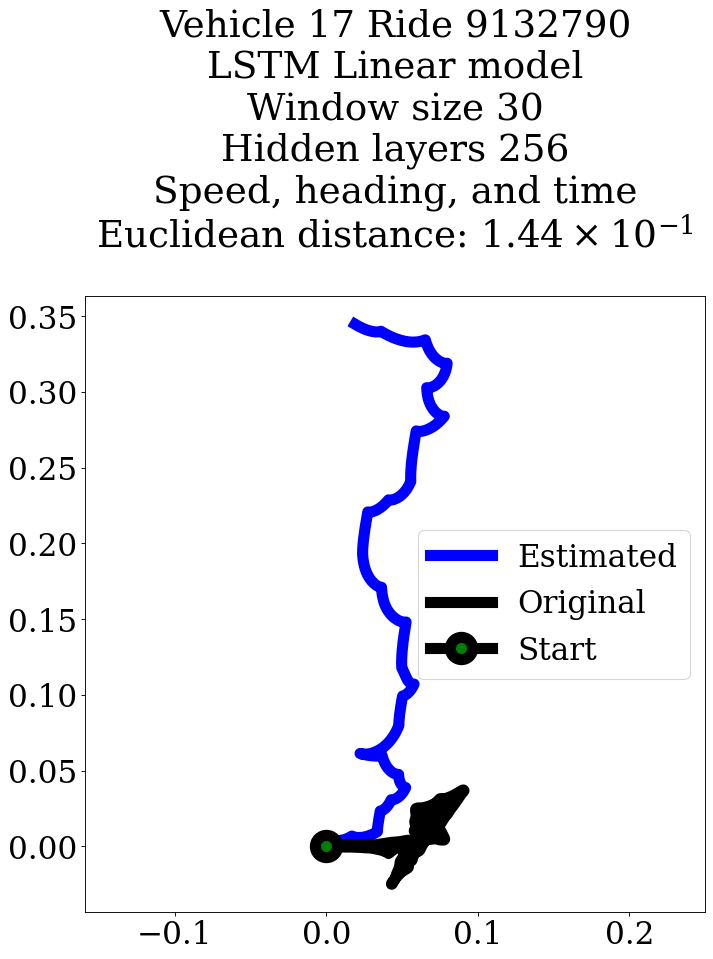 Vehicle 17 Ride 9132790
LSTM Linear model
Window size 30
Hidden layers 256
Speed, heading, and time
Euclidean distance: 1.44 × 10⁻¹
0.35
0.30
0.25
0.20
0.15
0.10
0.05
0.00
Estimated
Original
Start
−0.1 0.0 0.1 0.2